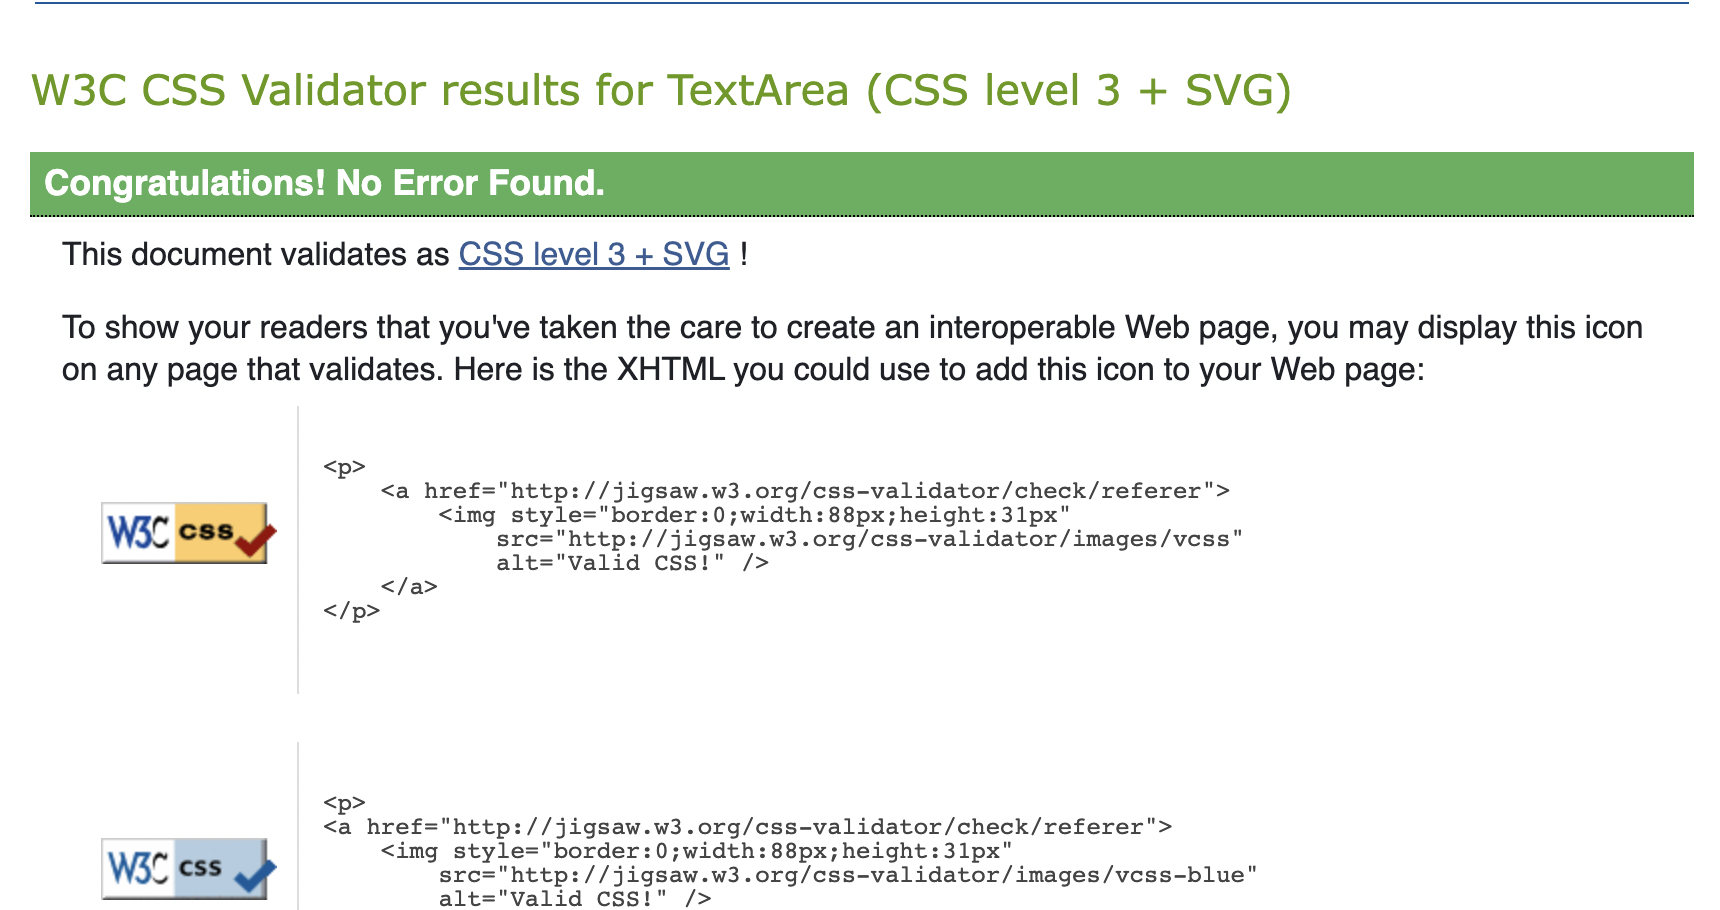 W3C CSS Validator results for TextArea (CSS level 3 + SVG)
Congratulations! No Error Found.
This document validates as CSS level 3 + SVG !
To show your readers that you've taken the care to create an interoperable Web page, you may display this icon
on any page that validates. Here is the XHTML you could use to add this icon to your Web page:
W3C css
<p>
    <a href="http://jigsaw.w3.org/css-validator/check/referer">
        <img style="border:0;width:88px;height:31px"
            src="http://jigsaw.w3.org/css-validator/images/vcss"
            alt="Valid CSS!" />
    </a>
</p>
W3C css
<p>
<a href="http://jigsaw.w3.org/css-validator/check/referer">
    <img style="border:0;width:88px;height:31px"
        src="http://jigsaw.w3.org/css-validator/images/vcss-blue"
        alt="Valid CSS!" />